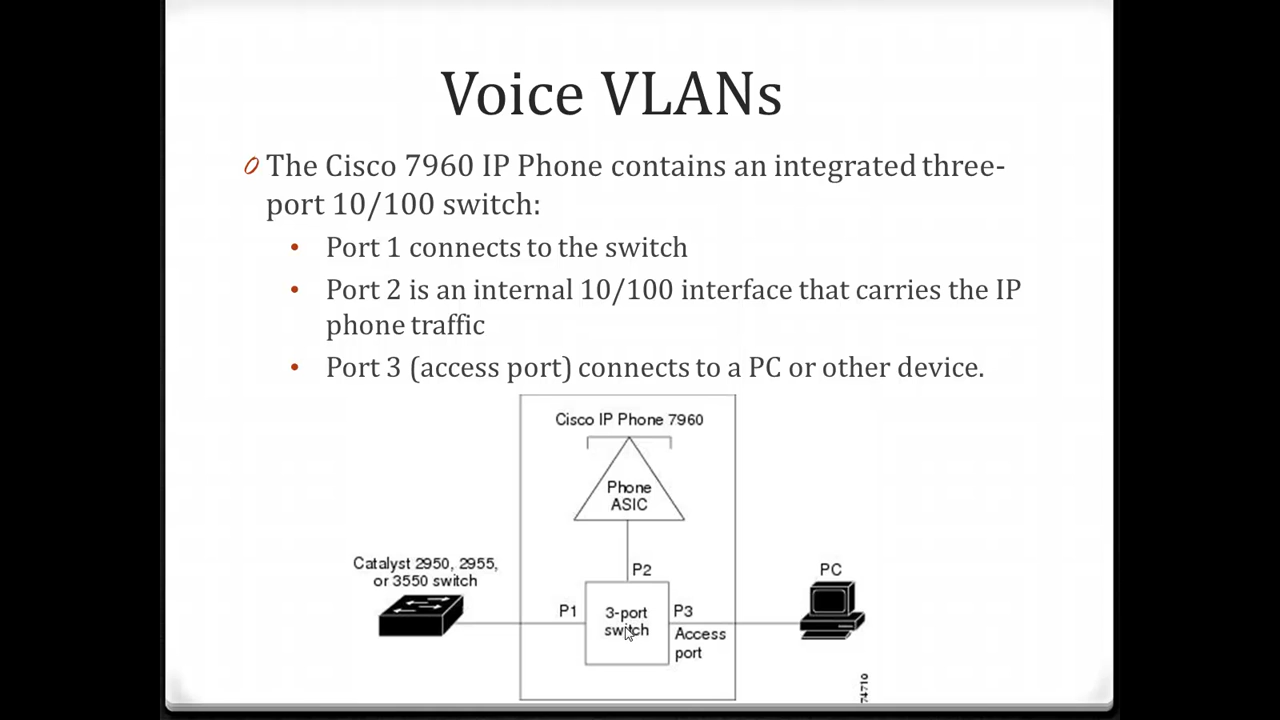 Voice VLANs
The Cisco 7960 IP Phone contains an integrated three-
port 10/100 switch:
• Port 1 connects to the switch
• Port 2 is an internal 10/100 interface that carries the IP
phone traffic
• Port 3 (access port) connects to a PC or other device.
Cisco IP Phone 7960
Phone
ASIC
Catalyst 2950, 2955,
or 3550 switch
P2
PC
P1
3-port
switch
P3
Access
port
74710